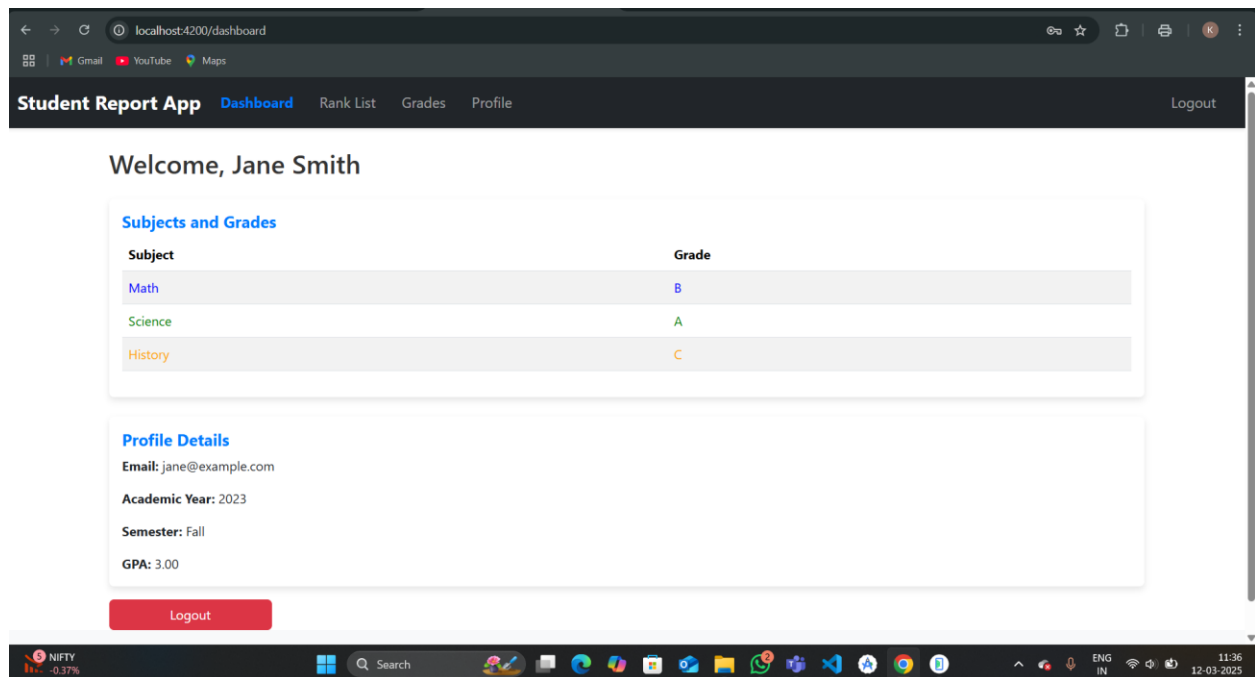 localhost:4200/dashboard
K
Gmail YouTube Maps
Student Report App Dashboard Rank List Grades Profile Logout
Welcome, Jane Smith
Subjects and Grades
Subject Grade
Math B
Science A
History C
Profile Details
Email: jane@example.com
Academic Year: 2023
Semester: Fall
GPA: 3.00
Logout
5 NIFTY
-0.37%
Search
2
ENG
IN
11:36
12-03-2025